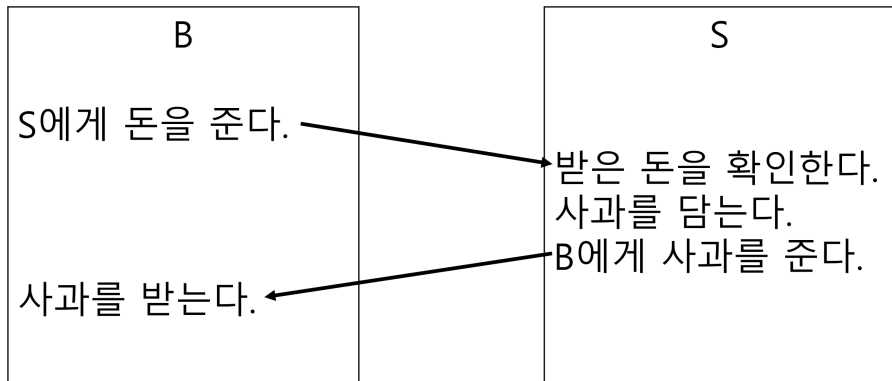 B
S에게 돈을 준다.
사과를 받는다.
S
받은 돈을 확인한다.
사과를 담는다.
B에게 사과를 준다.